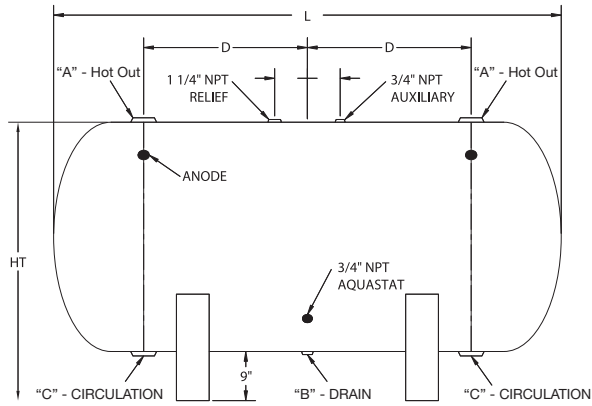 L
D
D
"A" - Hot Out
1 1/4" NPT
RELIEF
3/4" NPT
AUXILIARY
"A" - Hot Out
ANODE
HT
3/4" NPT
AQUASTAT
9"
"C" - CIRCULATION
"B" - DRAIN
"C" - CIRCULATION